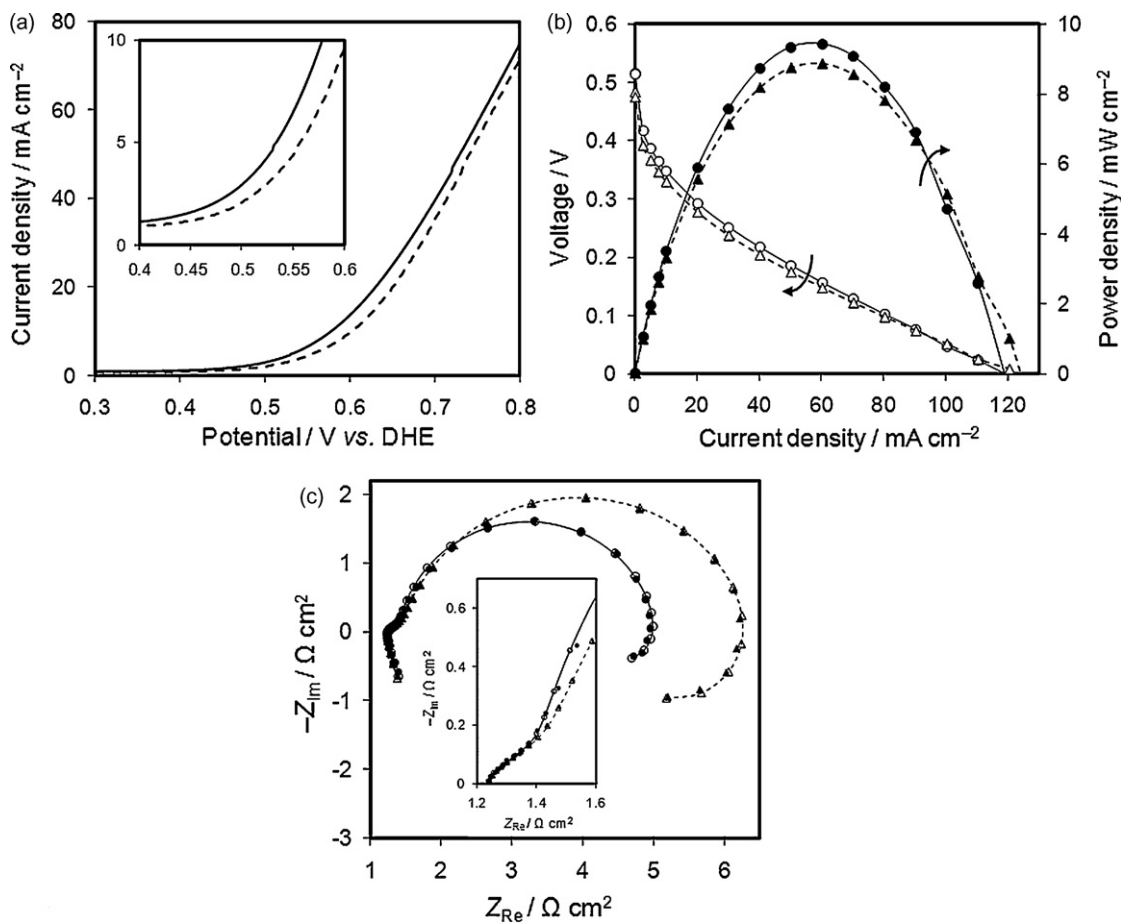 (a)
80
60
40
20
0
Current density / mA cm⁻²
10
5
0
0.4 0.45 0.5 0.55 0.6
0.3 0.4 0.5 0.6 0.7 0.8
Potential / V vs. DHE
(b)
0.6
0.5
0.4
0.3
0.2
0.1
0
Voltage / V
10
8
6
4
2
0
Power density / mW cm⁻²
0 20 40 60 80 100 120
Current density / mA cm⁻²
(c)
2
1
0
-1
-2
-3
–Z_Im / Ω cm²
0.6
0.4
0.2
0
–Z_Im / Ω cm²
1.2 1.4 1.6
Z_Re / Ω cm²
1 2 3 4 5 6
Z_Re / Ω cm²